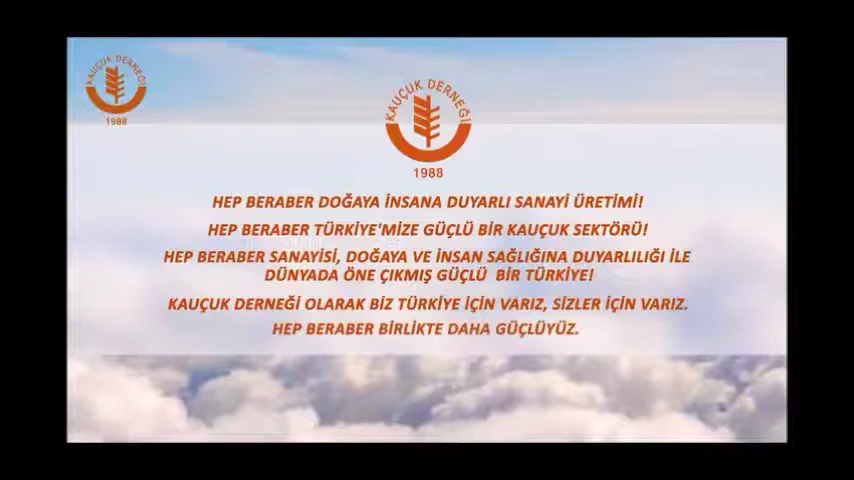 KAUÇUK DERNEĞİ
1988
KAUÇUK DERNEĞİ
1988
HEP BERABER DOĞAYA İNSANA DUYARLI SANAYİ ÜRETİMİ!
HEP BERABER TÜRKİYE'MİZE GÜÇLÜ BİR KAUÇUK SEKTÖRÜ!
HEP BERABER SANAYİSİ, DOĞAYA VE İNSAN SAĞLIĞINA DUYARLILIĞI İLE
DÜNYADA ÖNE ÇIKMIŞ GÜÇLÜ BİR TÜRKİYE!
KAUÇUK DERNEĞİ OLARAK BİZ TÜRKİYE İÇİN VARIZ, SİZLER İÇİN VARIZ.
HEP BERABER BİRLİKTE DAHA GÜÇLÜYÜZ.